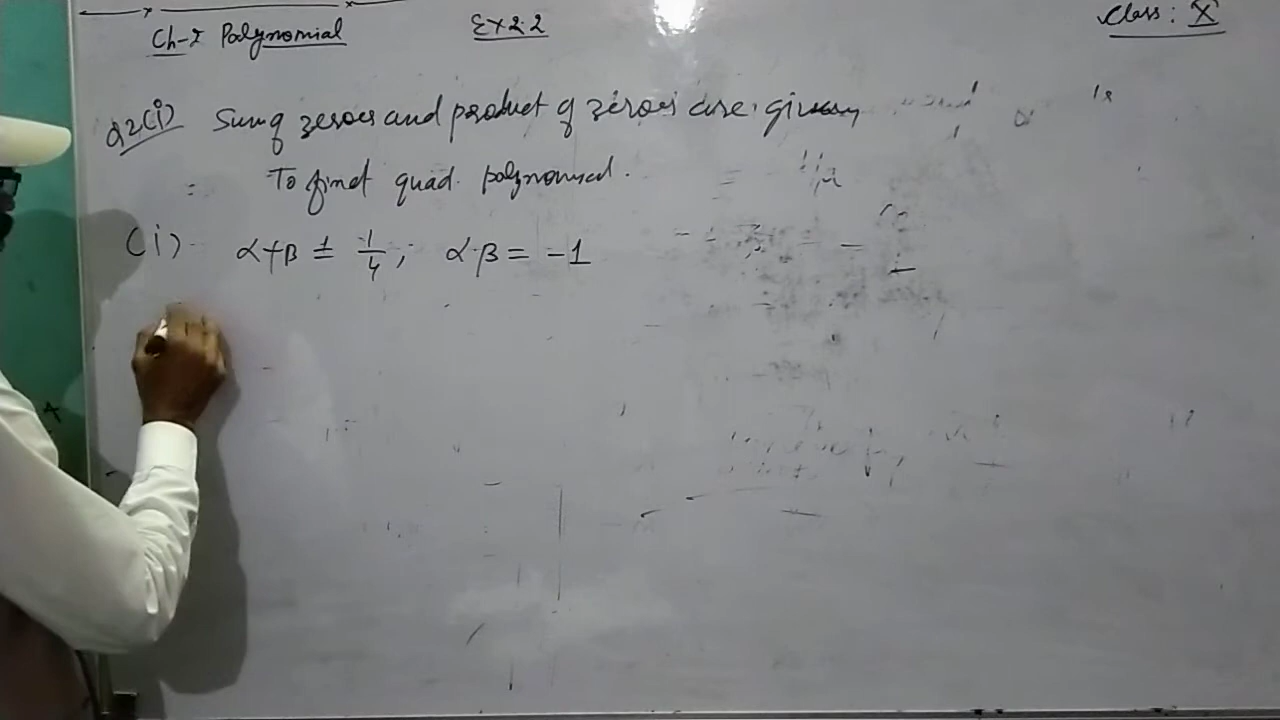 Ch-2 Polynomial Ex 2.2 Class: X
Q2(i) Sum of zeroes and product of zeroes are given
To find quad. polynomial.
(i) α+β = 1/4; α·β = -1